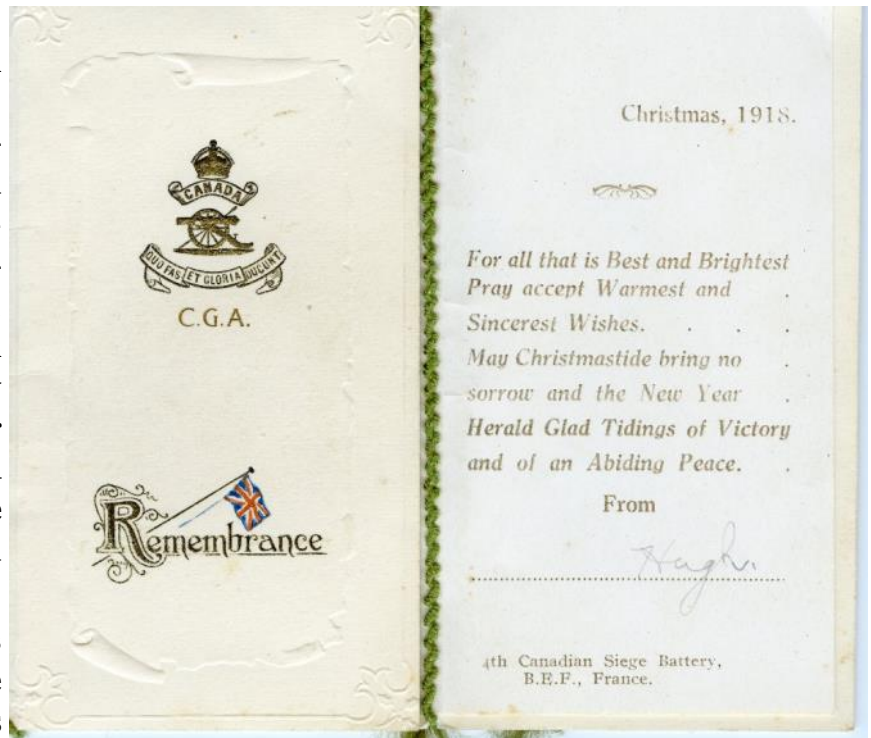 CANADA
QUO FAS ET GLORIA DUCUNT
C.G.A.
Remembrance
Christmas, 1918.
For all that is Best and Brightest
Pray accept Warmest and .
Sincerest Wishes. . . .
May Christmastide bring no .
sorrow and the New Year .
Herald Glad Tidings of Victory
and of an Abiding Peace. .
From
Hugh.
4th Canadian Siege Battery,
B.E.F., France.